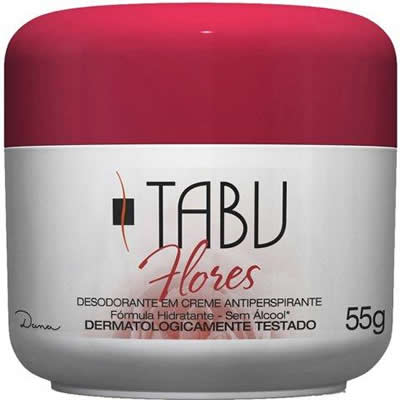 TABU
Flores
DESODORANTE EM CREME ANTIPERSPIRANTE
Fórmula Hidratante - Sem Álcool*
DERMATOLOGICAMENTE TESTADO
Dana
55g